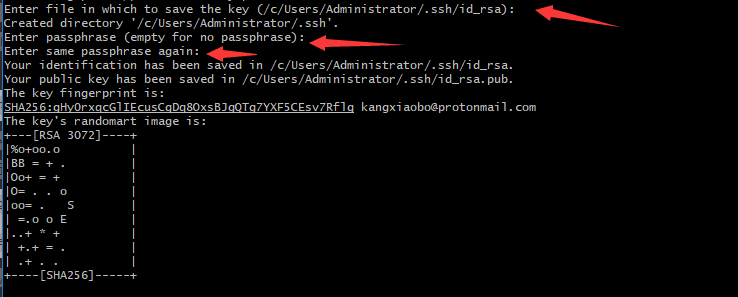 Enter file in which to save the key (/c/Users/Administrator/.ssh/id_rsa):
Created directory '/c/Users/Administrator/.ssh'.
Enter passphrase (empty for no passphrase):
Enter same passphrase again:
Your identification has been saved in /c/Users/Administrator/.ssh/id_rsa.
Your public key has been saved in /c/Users/Administrator/.ssh/id_rsa.pub.
The key fingerprint is:
SHA256:gHyOrxqcGlIEcusCgDq8OxsBJgQTg7YXF5CEsv7Rflg kangxiaobo@protonmail.com
The key's randomart image is:
+---[RSA 3072]----+
|%o+oo.o          |
|BB = + .         |
|Oo+ = +          |
|O= . . o         |
|oo= .   S        |
| =.o o E         |
|..+ * +          |
| +.+ = .         |
| .+ . .          |
+----[SHA256]-----+